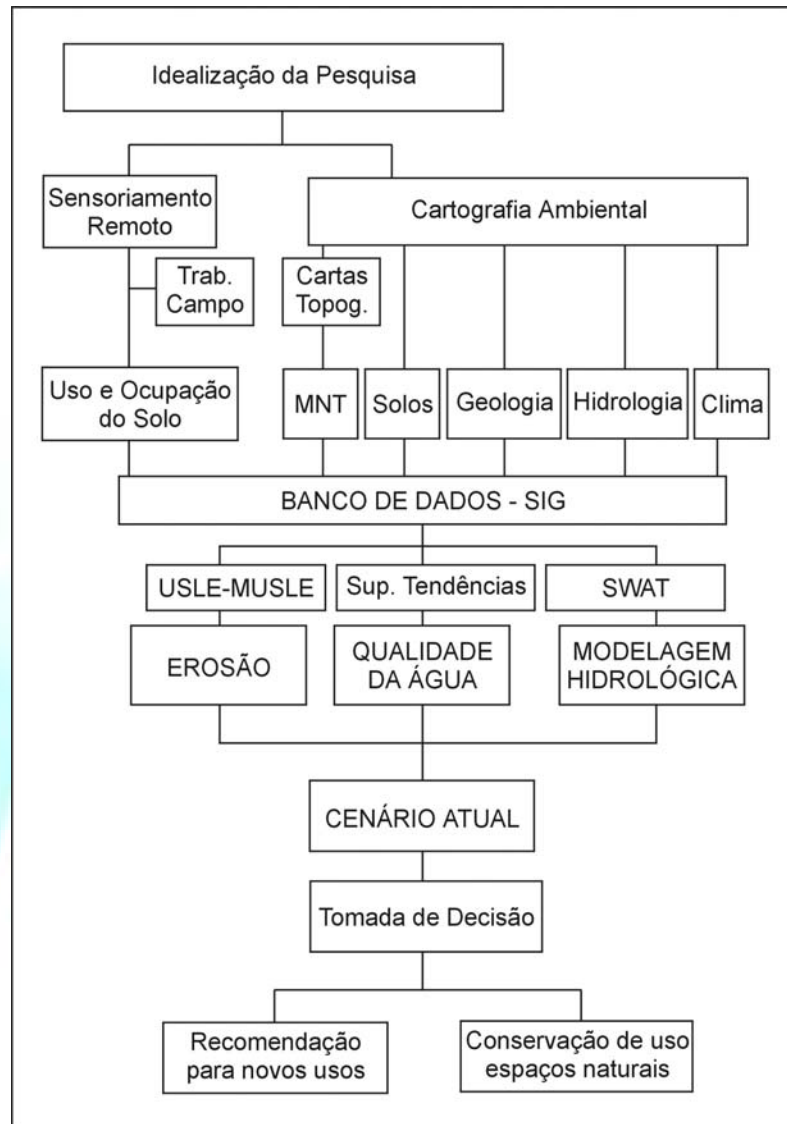 Idealização da Pesquisa
Sensoriamento
Remoto
Cartografia Ambiental
Trab.
Campo
Cartas
Topog.
Uso e Ocupação
do Solo
MNT
Solos
Geologia
Hidrologia
Clima
BANCO DE DADOS - SIG
USLE-MUSLE
Sup. Tendências
SWAT
EROSÃO
QUALIDADE
DA ÁGUA
MODELAGEM
HIDROLÓGICA
CENÁRIO ATUAL
Tomada de Decisão
Recomendação
para novos usos
Conservação de uso
espaços naturais